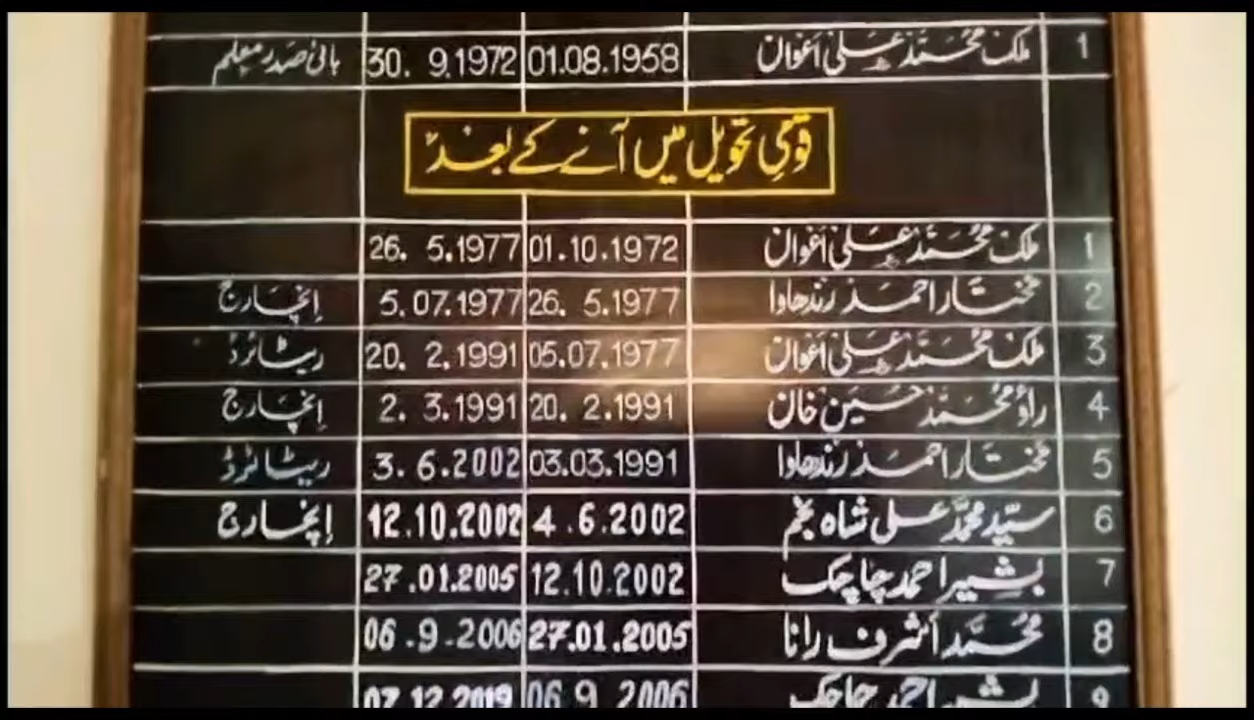 1 ملک محمد علی اعوان 01.08.1958 30. 9.1972 بانی صدر معلم
قومی تحویل میں آنے کے بعد
1 ملک محمد علی اعوان 01.10.1972 26. 5.1977
2 مختار احمد رندھاوا 26. 5.1977 5.07.1977 انچارج
3 ملک محمد علی اعوان 05.07.1977 20. 2.1991 ریٹائرڈ
4 راؤ محمد حسین خان 20. 2.1991 2. 3.1991 انچارج
5 مختار احمد رندھاوا 03.03.1991 3.6.2002 ریٹائرڈ
6 سید محمد علی شاہ نجم 4.6.2002 12.10.2002 انچارج
7 بشیر احمد چاچک 12.10.2002 27.01.2005
8 محمد اشرف رانا 27.01.2005 06.9.2006
9 بشیر احمد چاچک 06 9 2006 07.12.2019